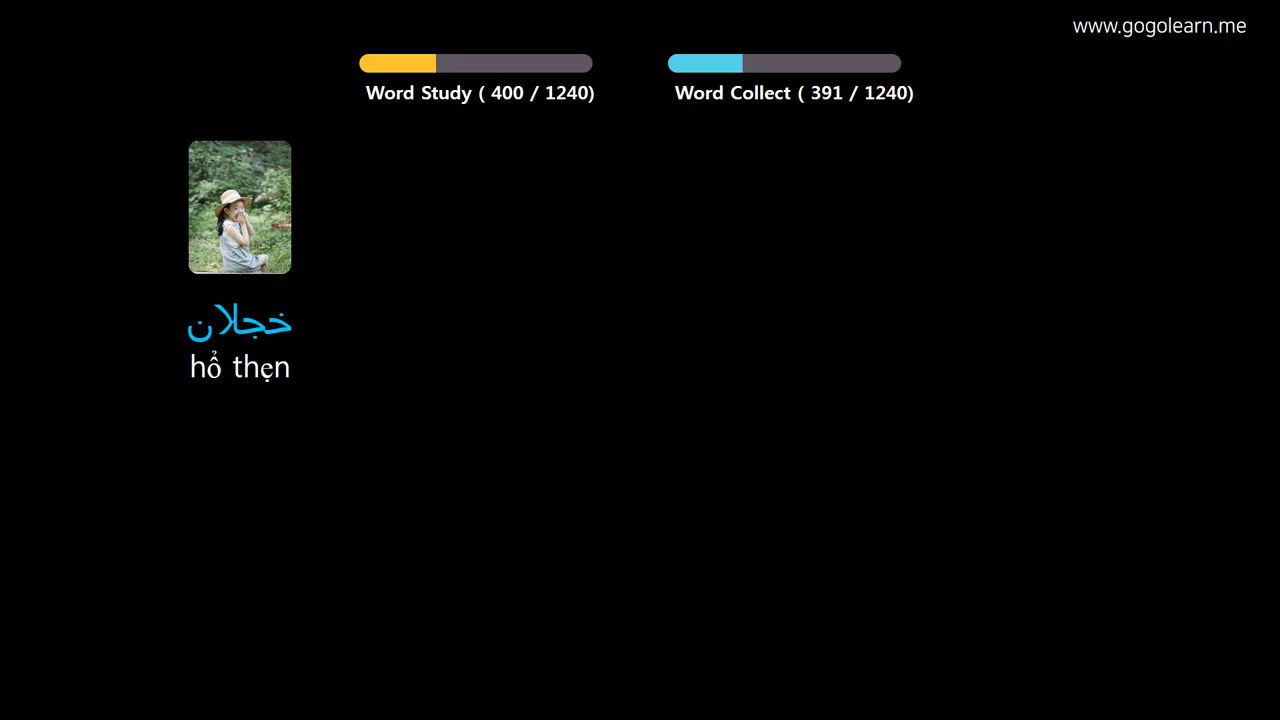 www.gogolearn.me
Word Study ( 400 / 1240)
Word Collect ( 391 / 1240)
خجلان
hổ thẹn